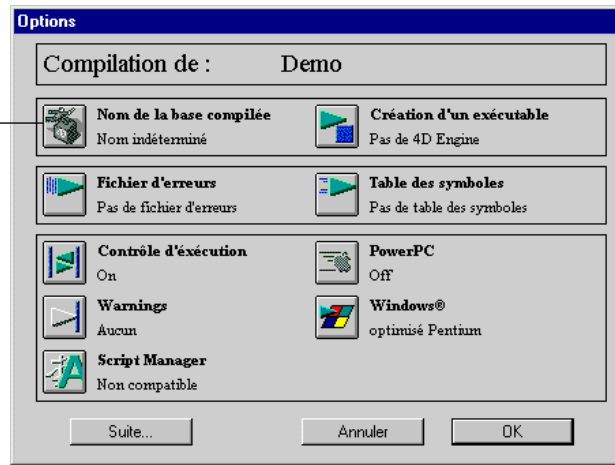 Options
Compilation de : Demo
Nom de la base compilée
Nom indéterminé
Création d'un exécutable
Pas de 4D Engine
Fichier d'erreurs
Pas de fichier d'erreurs
Table des symboles
Pas de table des symboles
Contrôle d'éxécution
On
PowerPC
Off
Warnings
Aucun
Windows®
optimisé Pentium
Script Manager
Non compatible
Suite... Annuler OK